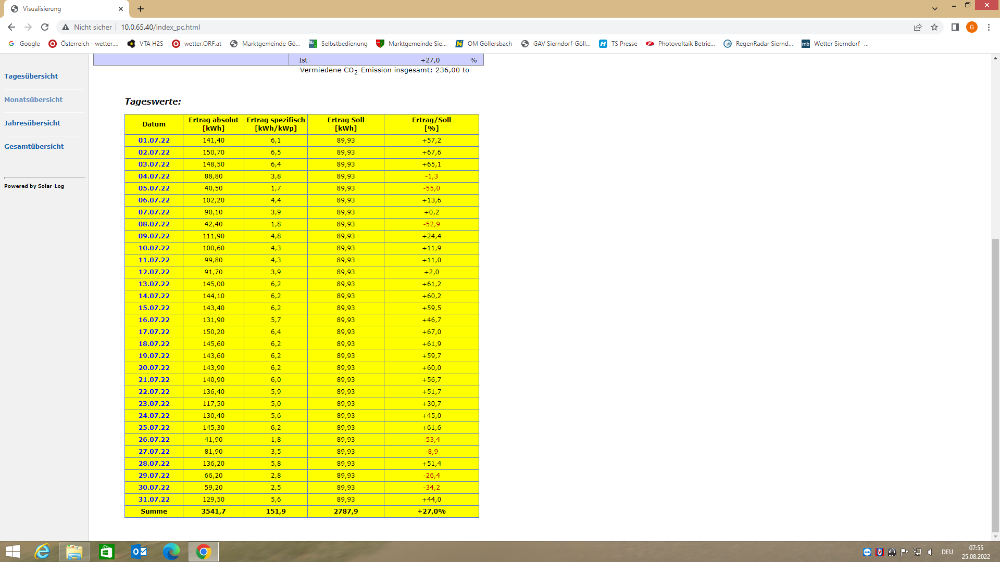 Visualisierung
Nicht sicher 10.0.65.40/index_pc.html
G
Google Österreich - wetter.... VTA H2S wetter.ORF.at Marktgemeinde Gö... Selbstbedienung Marktgemeinde Sie... OM Göllersbach GAV Sierndorf-Göll... TS Presse Photovoltaik Betrie... RegenRadar Siernd... Wetter Sierndorf -...
Tagesübersicht
Monatsübersicht
Jahresübersicht
Gesamtübersicht
Powered by Solar-Log
Ist +27,0 %
Vermiedene CO2-Emission insgesamt: 236,00 to
Tageswerte:
Datum Ertrag absolut [kWh] Ertrag spezifisch [kWh/kWp] Ertrag Soll [kWh] Ertrag/Soll [%]
01.07.22 141,40 6,1 89,93 +57,2
02.07.22 150,70 6,5 89,93 +67,6
03.07.22 148,50 6,4 89,93 +65,1
04.07.22 88,80 3,8 89,93 -1,3
05.07.22 40,50 1,7 89,93 -55,0
06.07.22 102,20 4,4 89,93 +13,6
07.07.22 90,10 3,9 89,93 +0,2
08.07.22 42,40 1,8 89,93 -52,9
09.07.22 111,90 4,8 89,93 +24,4
10.07.22 100,60 4,3 89,93 +11,9
11.07.22 99,80 4,3 89,93 +11,0
12.07.22 91,70 3,9 89,93 +2,0
13.07.22 145,00 6,2 89,93 +61,2
14.07.22 144,10 6,2 89,93 +60,2
15.07.22 143,40 6,2 89,93 +59,5
16.07.22 131,90 5,7 89,93 +46,7
17.07.22 150,20 6,4 89,93 +67,0
18.07.22 145,60 6,2 89,93 +61,9
19.07.22 143,60 6,2 89,93 +59,7
20.07.22 143,90 6,2 89,93 +60,0
21.07.22 140,90 6,0 89,93 +56,7
22.07.22 136,40 5,9 89,93 +51,7
23.07.22 117,50 5,0 89,93 +30,7
24.07.22 130,40 5,6 89,93 +45,0
25.07.22 145,30 6,2 89,93 +61,6
26.07.22 41,90 1,8 89,93 -53,4
27.07.22 81,90 3,5 89,93 -8,9
28.07.22 136,20 5,8 89,93 +51,4
29.07.22 66,20 2,8 89,93 -26,4
30.07.22 59,20 2,5 89,93 -34,2
31.07.22 129,50 5,6 89,93 +44,0
Summe 3541,7 151,9 2787,9 +27,0%
DEU
07:55
25.08.2022